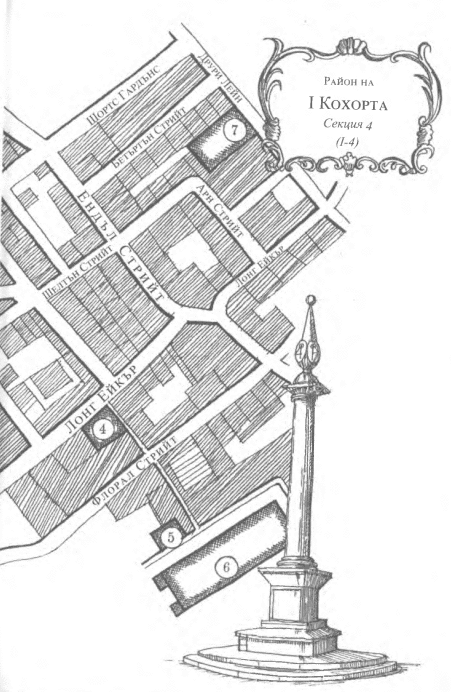 Район на
I Кохорта
Секция 4
(I-4)
Друри Лейн
Шортс Гардънс
Бетъртън Стрийт
7
Ендъл Стрийт
Арн Стрийт
Шелтън Стрийт
Лонг Ейкър
Лонг Ейкър
4
Флорал Стрийт
5
6